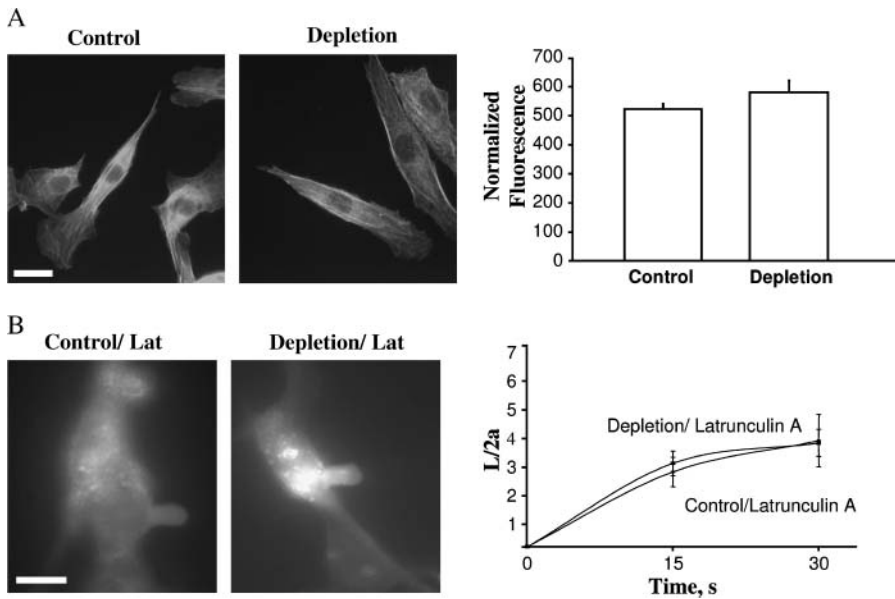 A
Control
Depletion
Normalized
Fluorescence
700
600
500
400
300
200
100
0
Control
Depletion
B
Control/ Lat
Depletion/ Lat
L/2a
7
6
5
4
3
2
1
Depletion/ Latrunculin A
Control/Latrunculin A
0
15
30
Time, s